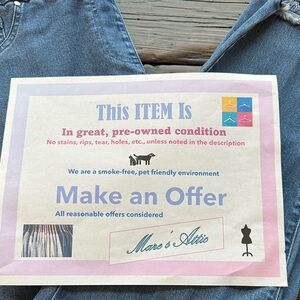 This ITEM Is
In great, pre-owned condition
No stains, rips, tear, holes, etc., unless noted in the description
We are a smoke-free, pet friendly environment
Make an Offer
All reasonable offers considered
Marc's Attic